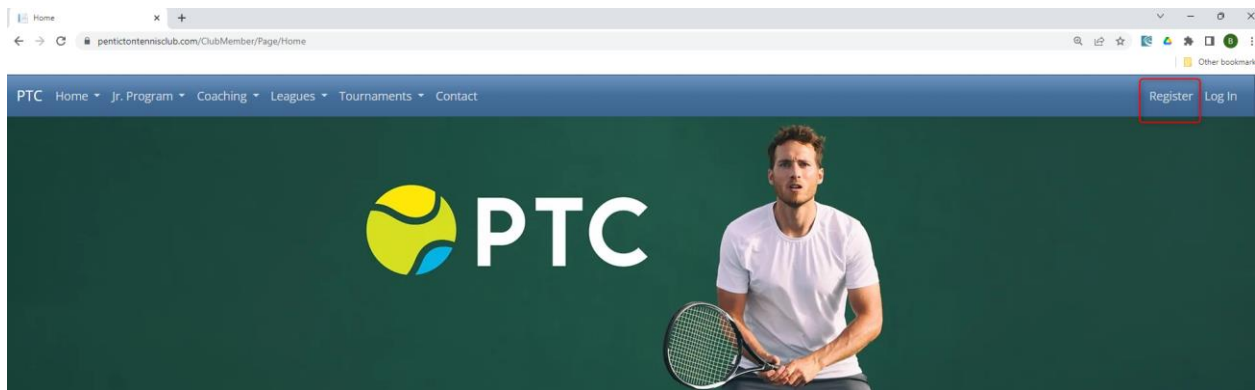 Home
pentictontennisclub.com/ClubMember/Page/Home
B
Other bookmark
PTC Home Jr. Program Coaching Leagues Tournaments Contact Register Log In
PTC